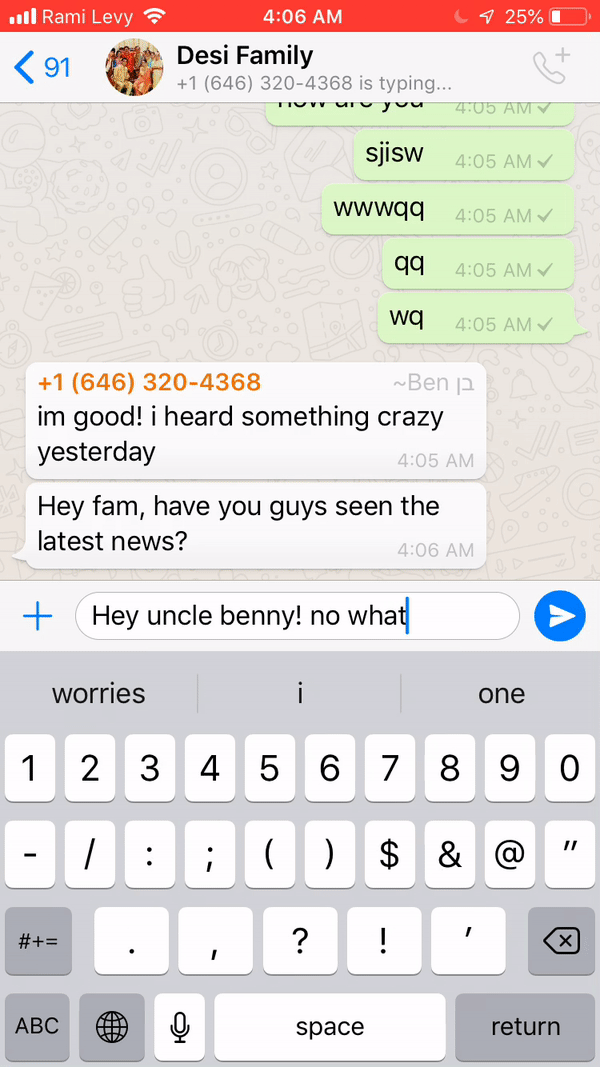 Rami Levy 4:06 AM 25%
91 Desi Family
+1 (646) 320-4368 is typing...
how are you 4:05 AM
sjisw 4:05 AM
wwwqq 4:05 AM
qq 4:05 AM
wq 4:05 AM
+1 (646) 320-4368 ~Ben בן
im good! i heard something crazy
yesterday 4:05 AM
Hey fam, have you guys seen the
latest news? 4:06 AM
Hey uncle benny! no what
worries i one
1 2 3 4 5 6 7 8 9 0
- / : ; ( ) $ & @ "
#+= . , ? ! '
ABC space return